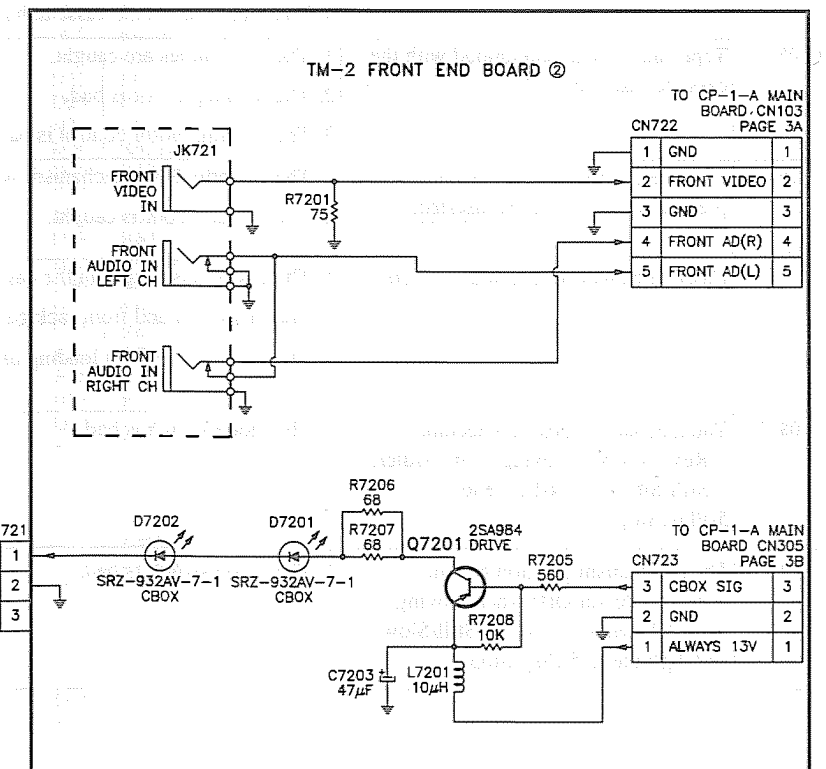 TM-2 FRONT END BOARD ②
TO CP-1-A MAIN
BOARD CN103
CN722 PAGE 3A
1 GND 1
2 FRONT VIDEO 2
3 GND 3
4 FRONT AD(R) 4
5 FRONT AD(L) 5
JK721
FRONT
VIDEO
IN
R7201
75
FRONT
AUDIO IN
LEFT CH
FRONT
AUDIO IN
RIGHT CH
721
1
2
3
D7202
SRZ-932AV-7-1
CBOX
D7201
SRZ-932AV-7-1
CBOX
R7206
68
R7207
68
Q7201
2SA984
DRIVE
R7205
560
R7208
10K
C7203
+
47µF
L7201
10µH
TO CP-1-A MAIN
BOARD CN305
CN723 PAGE 3B
3 CBOX SIG 3
2 GND 2
1 ALWAYS 13V 1